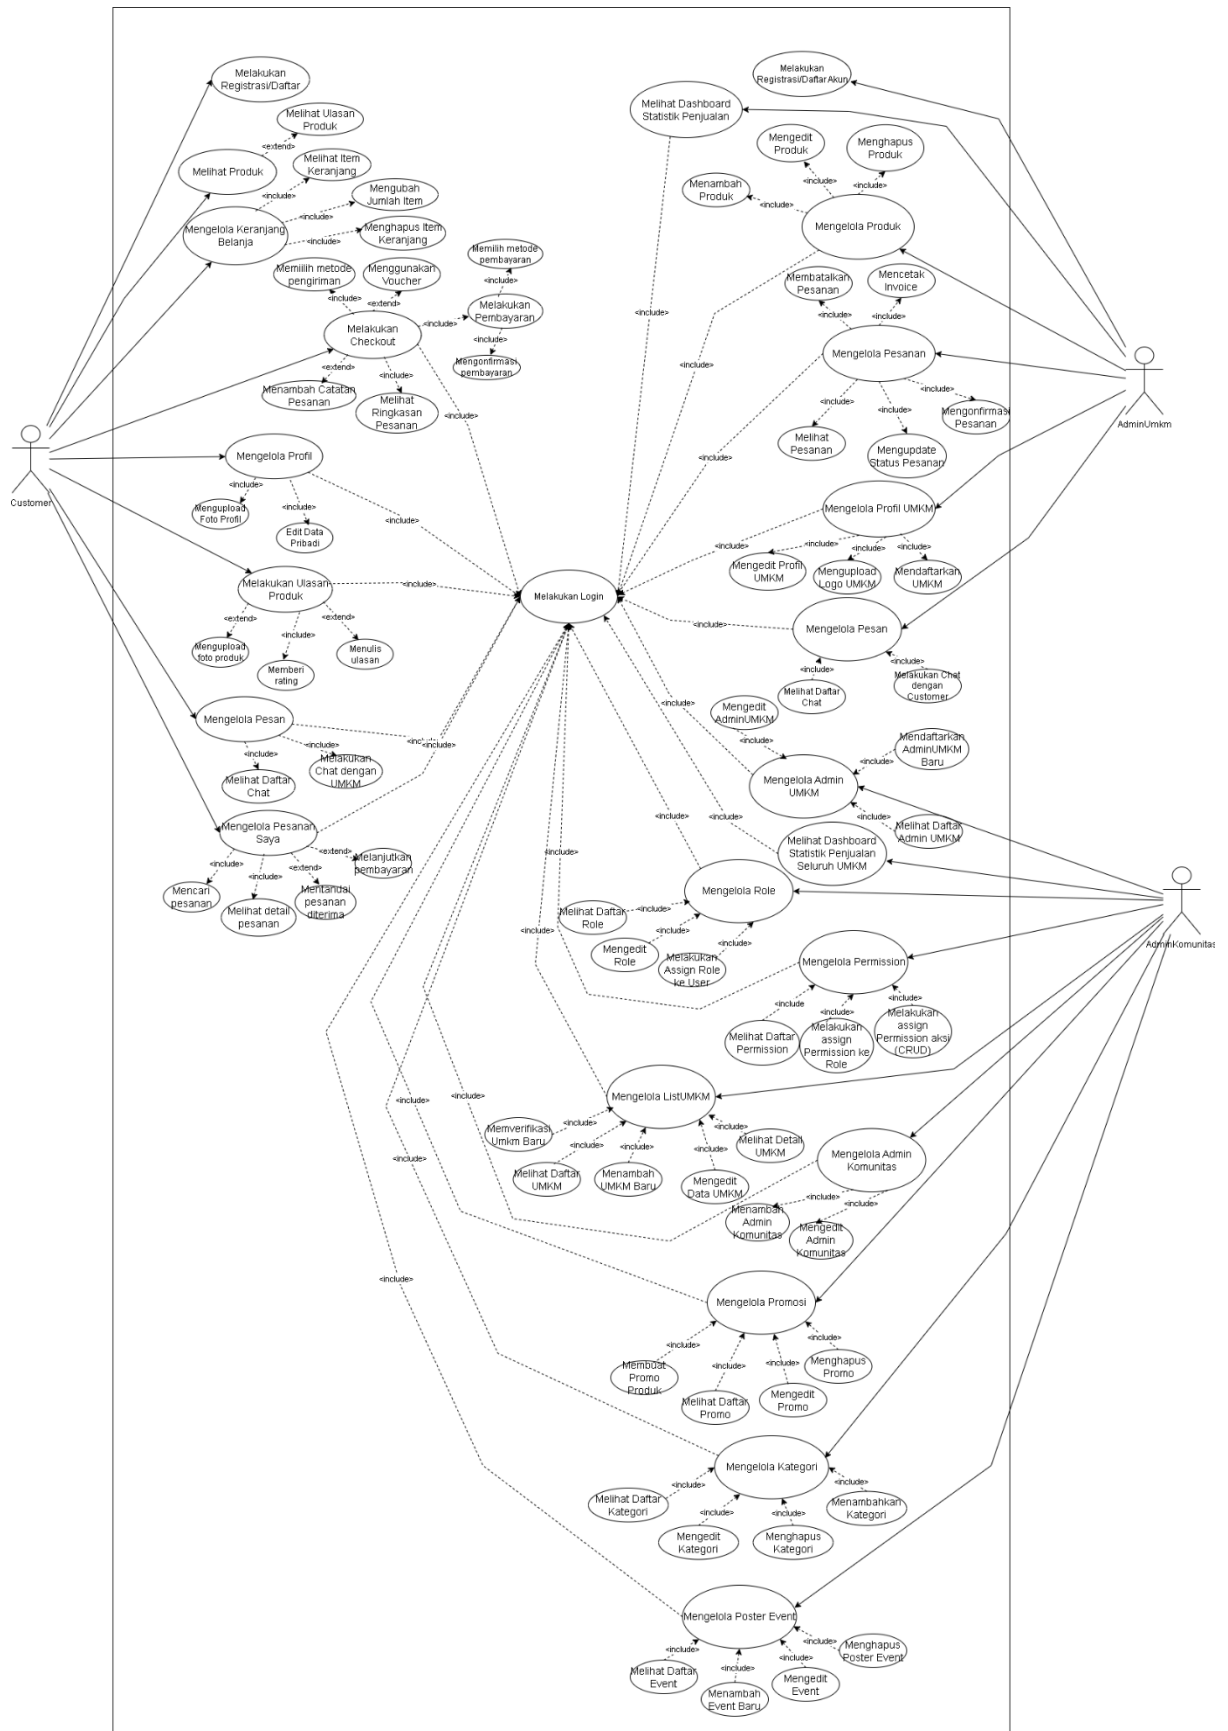 Melakukan
Registrasi/Daftar
Melihat Ulasan
Produk
<extend>
Melihat Produk
Melihat Item
Keranjang
<include>
Mengelola Keranjang
Belanja
Mengubah
Jumlah Item
<include>
Menghapus Item
Keranjang
<include>
Memiilih metode
pengiriman
<include>
Menggunakan
Voucher
<extend>
Memilih metode
pembayaran
<include>
Melakukan
Pembayaran
<include>
<include>
Mengonfirmasi
pembayaran
Melakukan
Checkout
<extend>
Menambah Catatan
Pesanan
<include>
Melihat
Ringkasan
Pesanan
<include>
Customer
Mengelola Profil
<include>
Mengupload
Foto Profil
<include>
Edit Data
Pribadi
<include>
Melakukan Ulasan
Produk
<include>
<extend>
Mengupload
foto produk
<include>
Memberi
rating
<extend>
Menulis
ulasan
Melakukan Login
Mengelola Pesan
<include>
<include>
Melihat Daftar
Chat
<include>
Melakukan
Chat dengan
UMKM
Mengelola Pesanan
Saya
<include>
<include>
Mencari
pesanan
<include>
Melihat detail
pesanan
<extend>
Mentandai
pesanan
diterima
<extend>
Melanjutkan
pembayaran
Melakukan
Registrasi/Daftar Akun
Melihat Dashboard
Statistik Penjualan
<include>
Mengedit
Produk
<include>
Menghapus
Produk
<include>
Menambah
Produk
<include>
Mengelola Produk
<include>
Membatalkan
Pesanan
<include>
Mencetak
Invoice
<include>
Mengelola Pesanan
<include>
<include>
Melihat
Pesanan
<include>
Mengupdate
Status Pesanan
<include>
Mengonfirmasi
Pesanan
AdminUmkm
Mengelola Profil UMKM
<include>
<include>
Mengedit Profil
UMKM
<include>
Mengupload
Logo UMKM
<include>
Mendaftarkan
UMKM
Mengelola Pesan
<include>
<include>
Melihat Daftar
Chat
<include>
Melakukan Chat
dengan
Customer
Mengedit
AdminUMKM
<include>
Mendaftarkan
AdminUMKM
Baru
<include>
Mengelola Admin
UMKM
<include>
<include>
Melihat Daftar
Admin UMKM
Melihat Dashboard
Statistik Penjualan
Seluruh UMKM
<include>
Mengelola Role
<include>
Melihat Daftar
Role
<include>
Mengedit
Role
<include>
Melakukan
Assign Role
ke User
<include>
AdminKomunitas
Mengelola Permission
<include>
Melihat Daftar
Permission
<include
Melakukan
assign
Permission ke
Role
<include>
Melakukan
assign
Permission aksi
(CRUD)
<include>
Mengelola ListUMKM
<include>
Memverifikasi
Umkm Baru
<include>
Melihat Daftar
UMKM
<include>
Menambah
UMKM Baru
<include>
Mengedit
Data UMKM
<include>
Melihat Detail
UMKM
<include>
Mengelola Admin
Komunitas
<include>
<include>
Menambah
Admin
Komunitas
<include>
Mengedit
Admin
Komunitas
Mengelola Promosi
<include>
<include>
Membuat
Promo
Produk
<include>
Melihat Daftar
Promo
<include>
Mengedit
Promo
<include>
Menghapus
Promo
Mengelola Kategori
<include>
<include>
Melihat Daftar
Kategori
<include>
Mengedit
Kategori
<include>
Menghapus
Kategori
<include>
Menambahkan
Kategori
Mengelola Poster Event
<include>
<include>
Melihat Daftar
Event
<include>
Menambah
Event Baru
<include>
Mengedit
Event
<include>
Menghapus
Poster Event